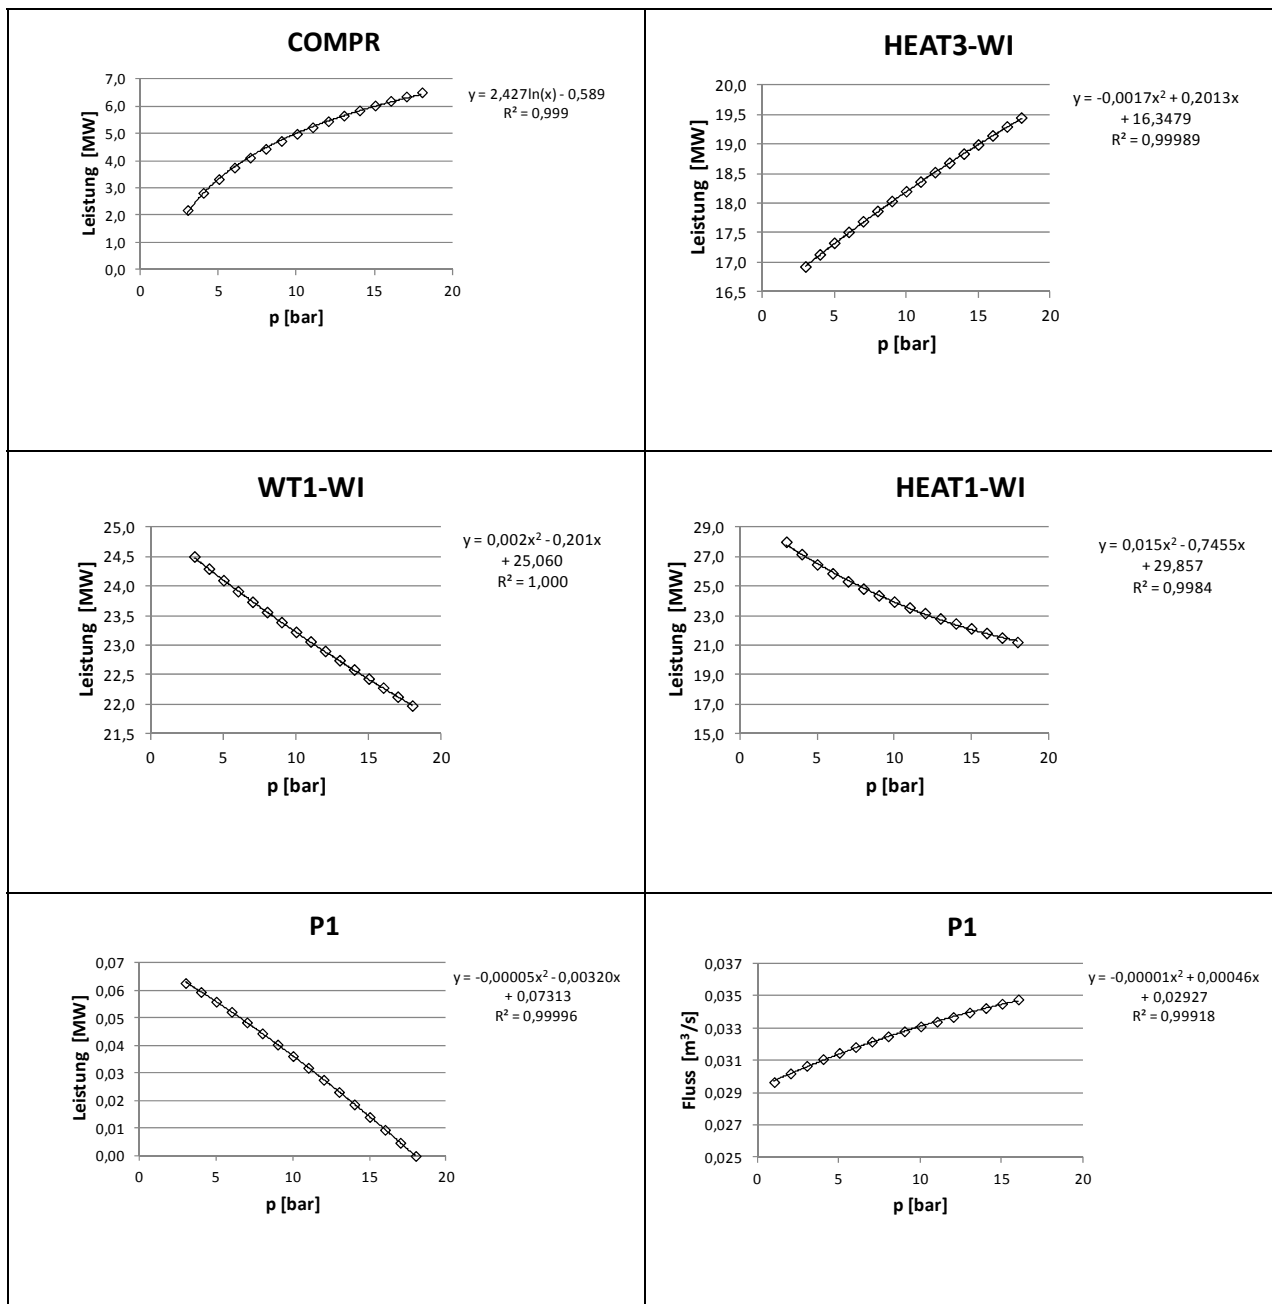 COMPR
7,0
6,0
5,0
4,0
3,0
2,0
1,0
0,0
Leistung [MW]
0 5 10 15 20
p [bar]
y = 2,427ln(x) - 0,589
R² = 0,999
HEAT3-WI
20,0
19,5
19,0
18,5
18,0
17,5
17,0
16,5
Leistung [MW]
0 5 10 15 20
p [bar]
y = -0,0017x² + 0,2013x
+ 16,3479
R² = 0,99989
WT1-WI
25,0
24,5
24,0
23,5
23,0
22,5
22,0
21,5
Leistung [MW]
0 5 10 15 20
p [bar]
y = 0,002x² - 0,201x
+ 25,060
R² = 1,000
HEAT1-WI
29,0
27,0
25,0
23,0
21,0
19,0
17,0
15,0
Leistung [MW]
0 5 10 15 20
p [bar]
y = 0,015x² - 0,7455x
+ 29,857
R² = 0,9984
P1
0,07
0,06
0,05
0,04
0,03
0,02
0,01
0,00
Leistung [MW]
0 5 10 15 20
p [bar]
y = -0,00005x² - 0,00320x
+ 0,07313
R² = 0,99996
P1
0,037
0,035
0,033
0,031
0,029
0,027
0,025
Fluss [m³/s]
0 5 10 15 20
p [bar]
y = -0,00001x² + 0,00046x
+ 0,02927
R² = 0,99918